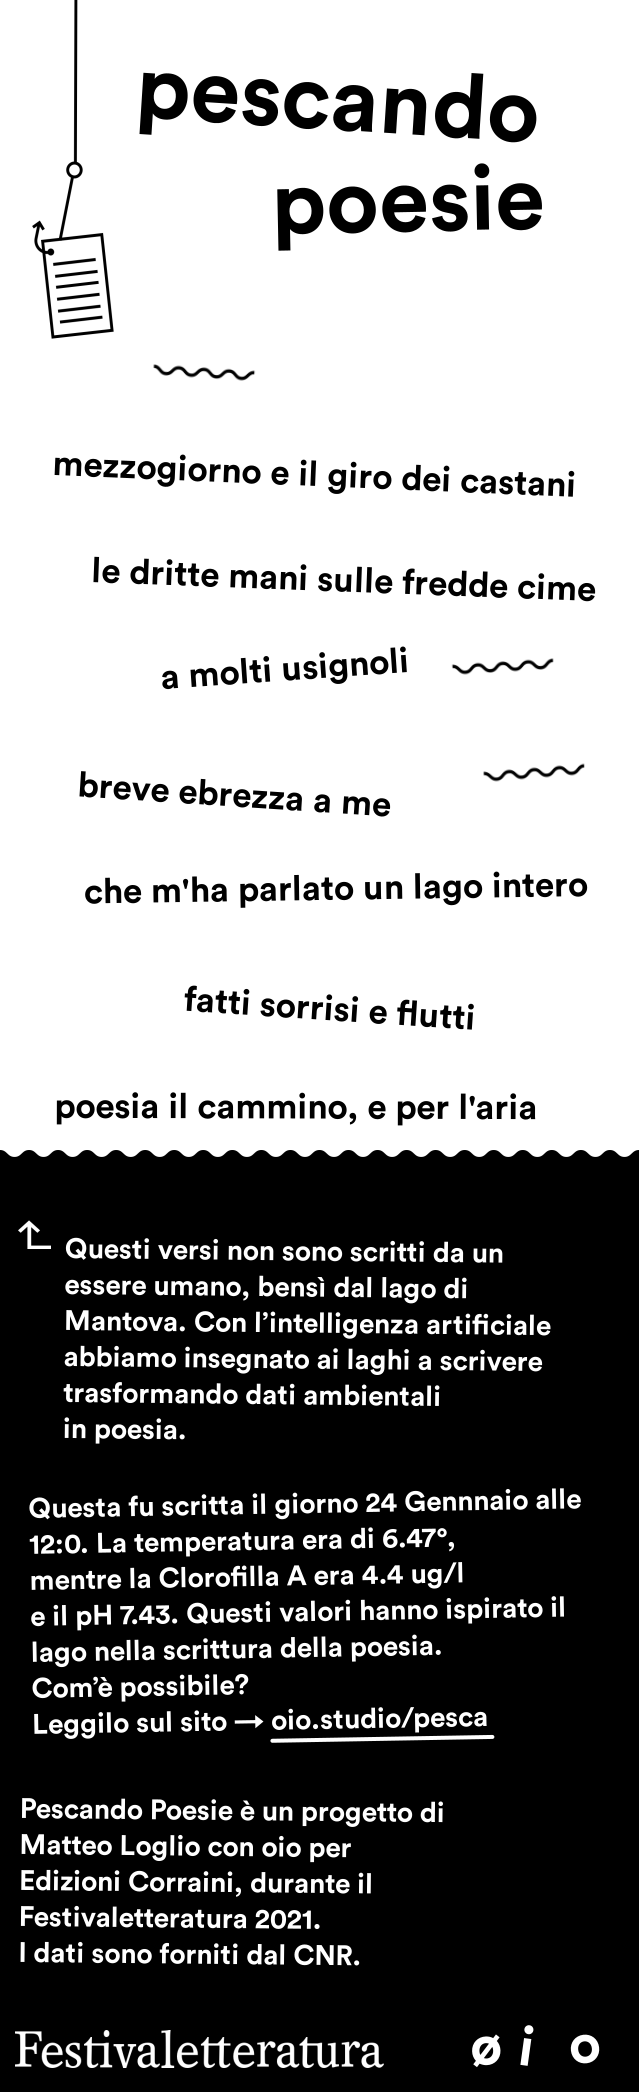 pescando
poesie
mezzogiorno e il giro dei castani
le dritte mani sulle fredde cime
a molti usignoli
breve ebrezza a me
che m'ha parlato un lago intero
fatti sorrisi e flutti
poesia il cammino, e per l'aria
Questi versi non sono scritti da un
essere umano, bensì dal lago di
Mantova. Con l’intelligenza artificiale
abbiamo insegnato ai laghi a scrivere
trasformando dati ambientali
in poesia.
Questa fu scritta il giorno 24 Gennnaio alle
12:0. La temperatura era di 6.47°,
mentre la Clorofilla A era 4.4 ug/l
e il pH 7.43. Questi valori hanno ispirato il
lago nella scrittura della poesia.
Com’è possibile?
Leggilo sul sito → oio.studio/pesca
Pescando Poesie è un progetto di
Matteo Loglio con oio per
Edizioni Corraini, durante il
Festivaletteratura 2021.
I dati sono forniti dal CNR.
Festivaletteratura øio